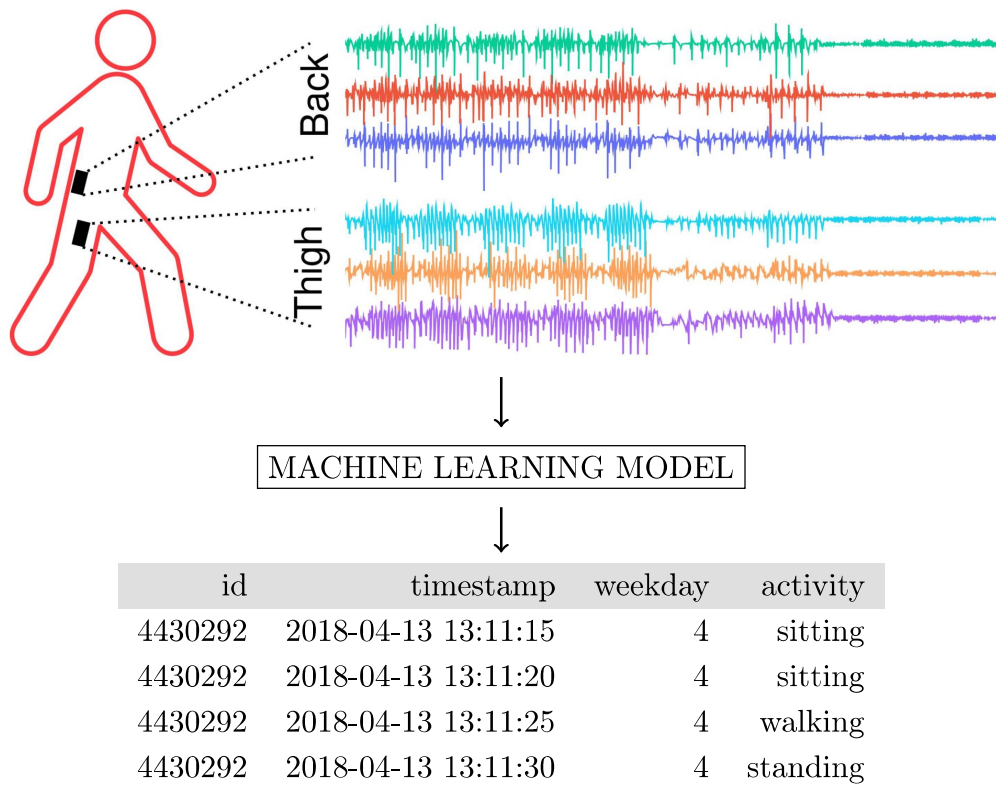 Back
Thigh
MACHINE LEARNING MODEL
id timestamp weekday activity
4430292 2018-04-13 13:11:15 4 sitting
4430292 2018-04-13 13:11:20 4 sitting
4430292 2018-04-13 13:11:25 4 walking
4430292 2018-04-13 13:11:30 4 standing